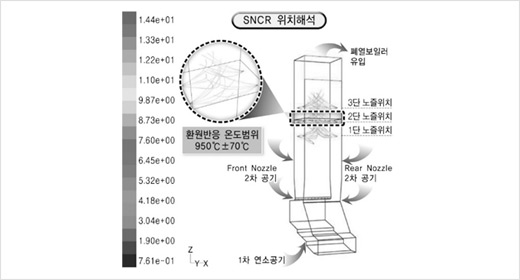 SNCR 위치해석
1.44e+01
1.35e+01
1.22e+01
1.10e+01
9.87e+00
8.73e+00
7.60e+00
6.45e+00
5.32e+00
4.18e+00
3.04e+00
1.90e+00
7.61e-01
폐열보일러
유입
3단 노즐위치
2단 노즐위치
1단 노즐위치
환원반응 온도범위
950℃±70℃
Front Nozzle
2차 공기
Rear Nozzle
2차 공기
1차 연소공기
Z
Y-X